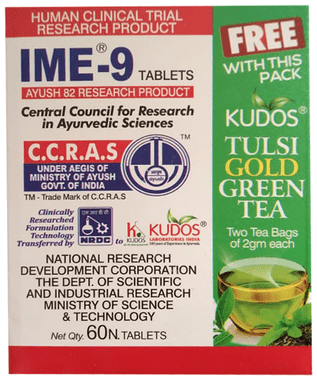 HUMAN CLINICAL TRIAL
RESEARCH PRODUCT
IME-9® TABLETS
AYUSH 82 RESEARCH PRODUCT
Central Council for Research
in Ayurvedic Sciences
C.C.R.A.S
TM
UNDER AEGIS OF
MINISTRY OF AYUSH
GOVT. OF INDIA
TM - Trade Mark of C.C.R.A.S
Clinically
Researched
Formulation
Technology
Transferred by
NRDC
to
KUDOS
LABORATORIES INDIA
NATIONAL RESEARCH
DEVELOPMENT CORPORATION
THE DEPT. OF SCIENTIFIC
AND INDUSTRIAL RESEARCH
MINISTRY OF SCIENCE
& TECHNOLOGY
Net Qty. 60N. TABLETS
FREE
WITH THIS
PACK
KUDOS®
TULSI
GOLD
GREEN
TEA
Two Tea Bags
of 2gm each